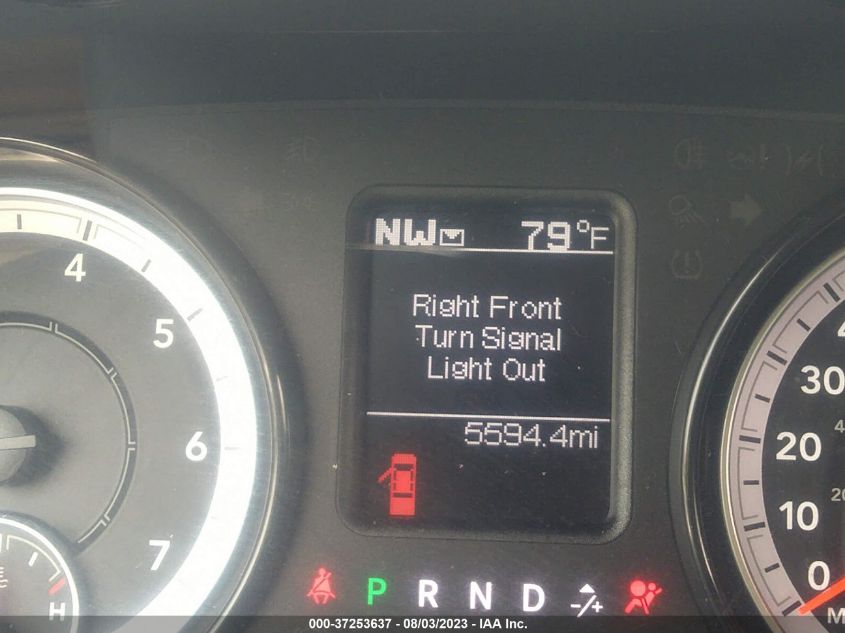 NW 79°F
Right Front
Turn Signal
Light Out
5594.4mi
4
5
6
7
H
P R N D -/+
30
20
10
0
000-37253637 - 08/03/2023 - IAA Inc.